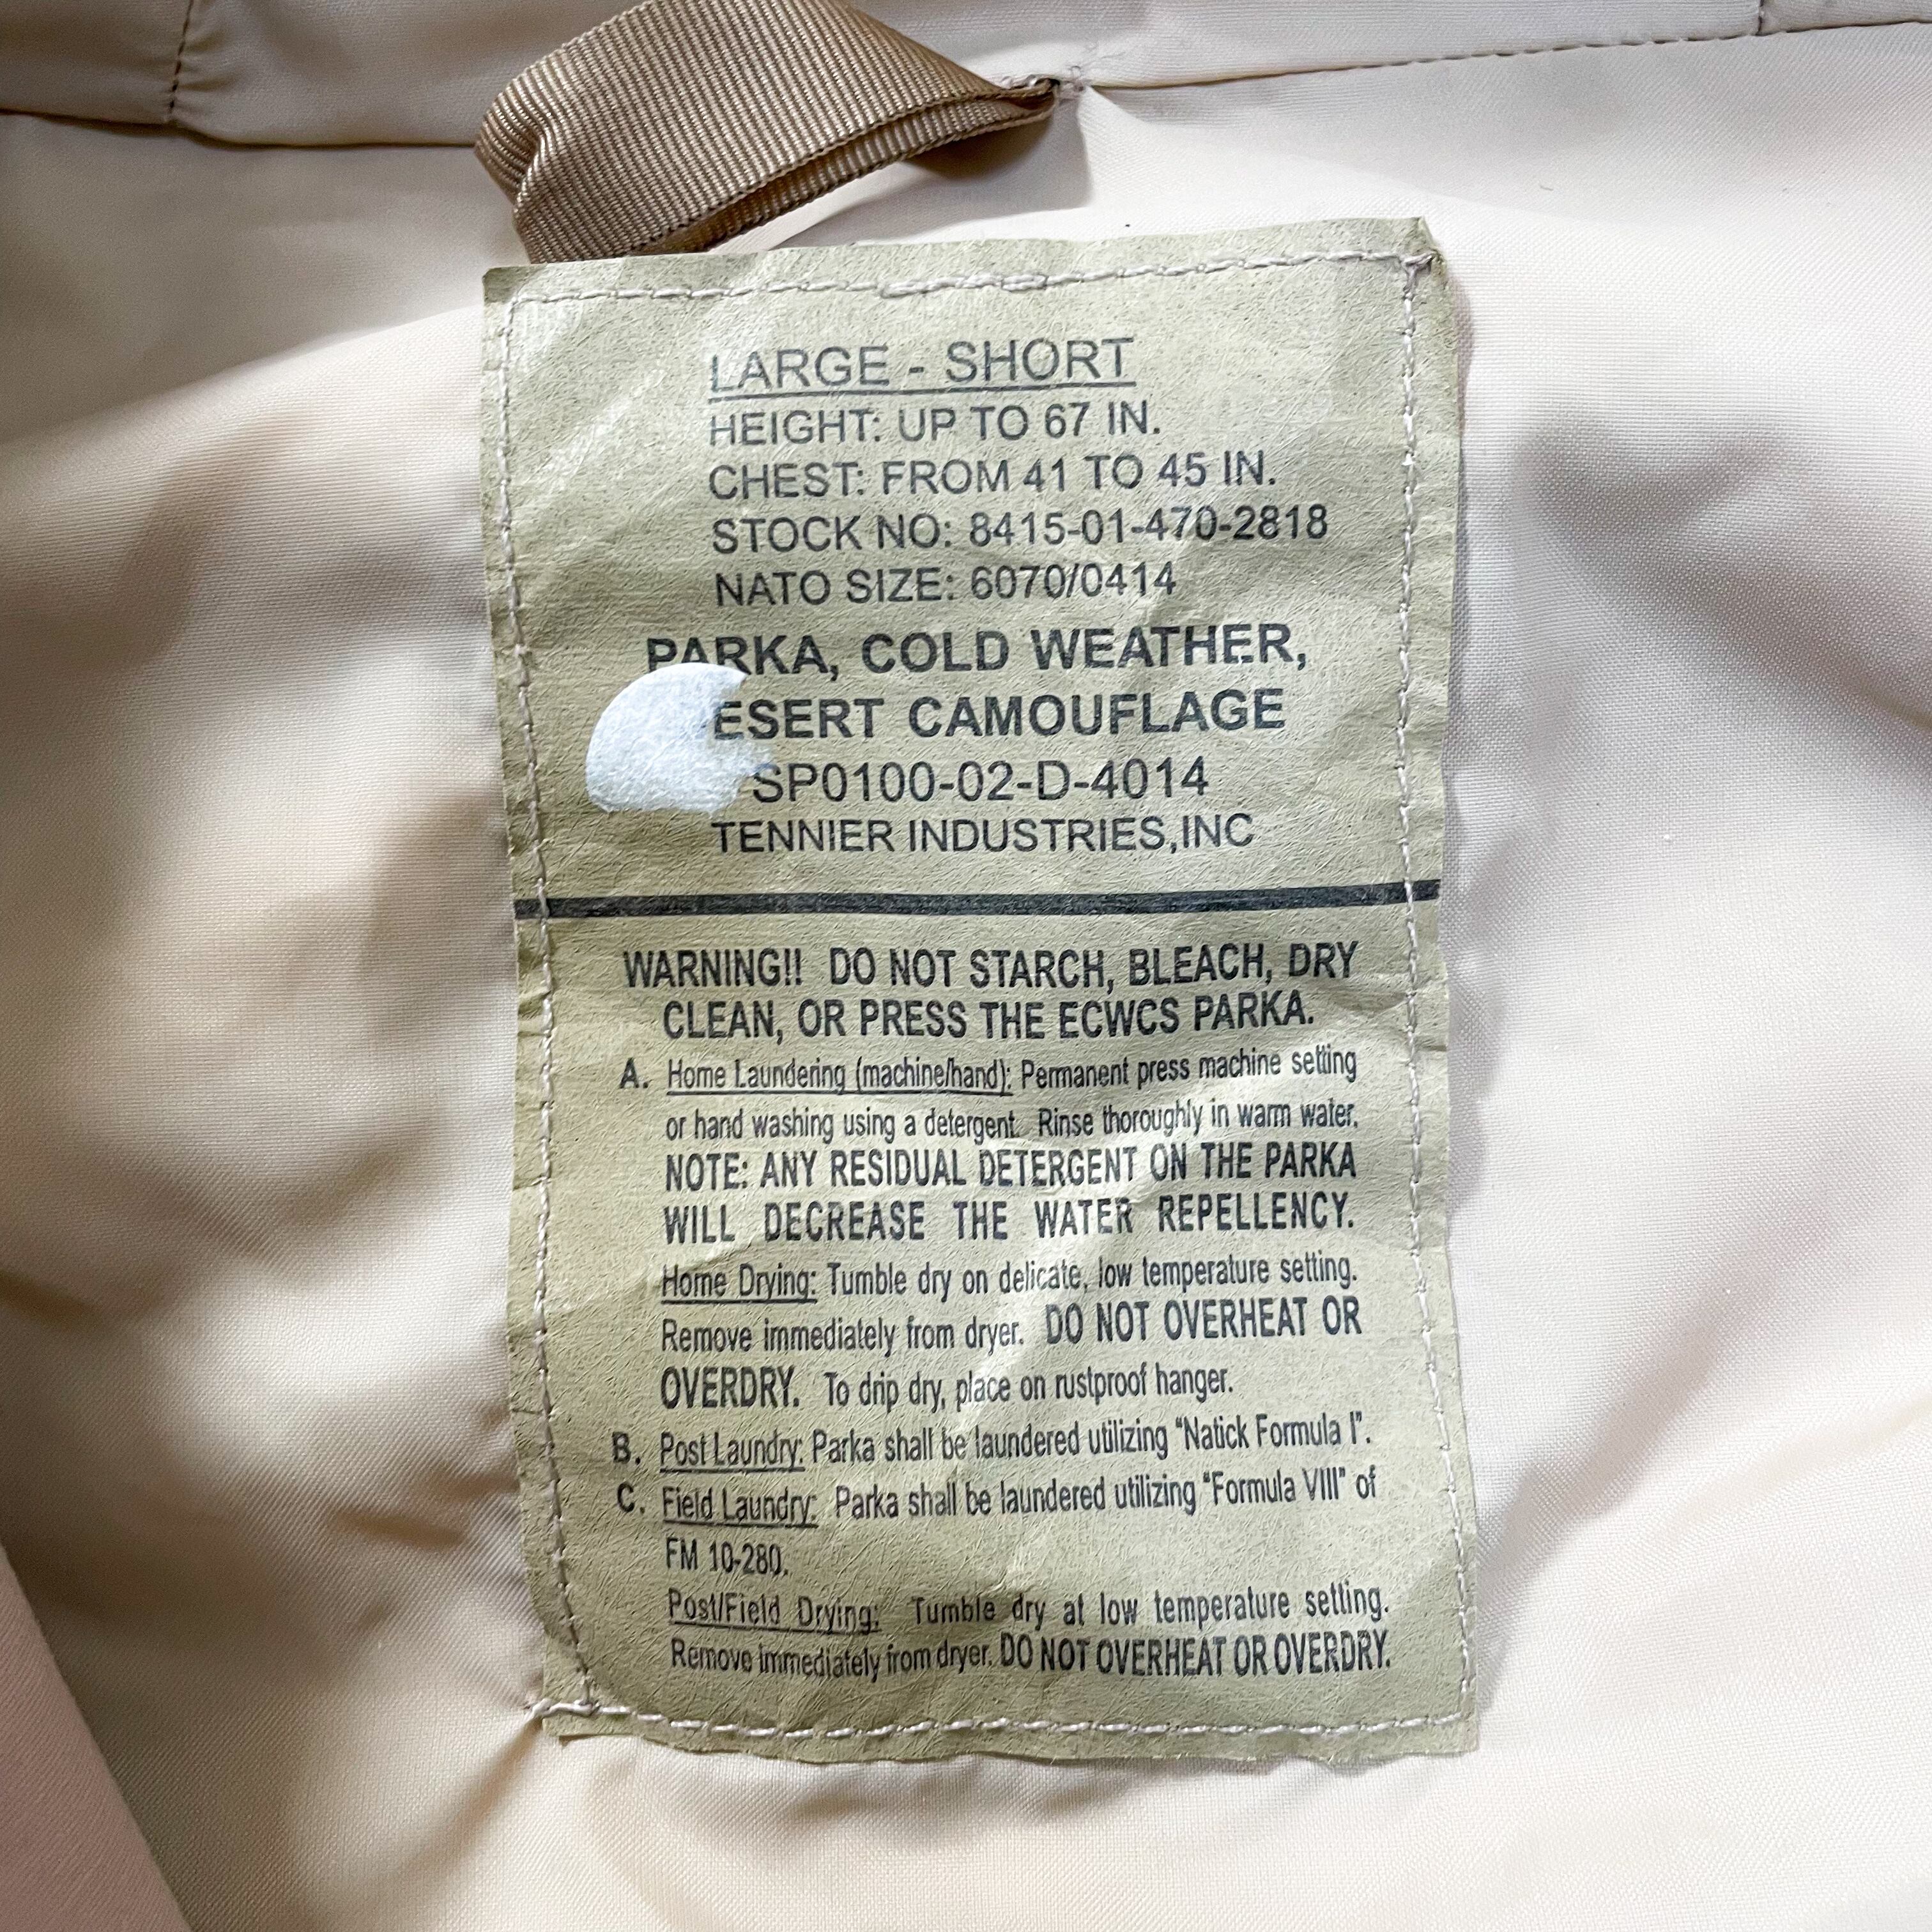 LARGE - SHORT
HEIGHT: UP TO 67 IN.
CHEST: FROM 41 TO 45 IN.
STOCK NO: 8415-01-470-2818
NATO SIZE: 6070/0414
PARKA, COLD WEATHER,
ESERT CAMOUFLAGE
SP0100-02-D-4014
TENNIER INDUSTRIES,INC
WARNING!! DO NOT STARCH, BLEACH, DRY
CLEAN, OR PRESS THE ECWCS PARKA.
A. Home Laundering (machine/hand): Permanent press machine setting
or hand washing using a detergent. Rinse thoroughly in warm water.
NOTE: ANY RESIDUAL DETERGENT ON THE PARKA
WILL DECREASE THE WATER REPELLENCY.
Home Drying: Tumble dry on delicate, low temperature setting.
Remove immediately from dryer. DO NOT OVERHEAT OR
OVERDRY. To drip dry, place on rustproof hanger.
B. Post Laundry: Parka shall be laundered utilizing "Natick Formula I".
C. Field Laundry: Parka shall be laundered utilizing "Formula VIII" of
FM 10-280.
Post/Field Drying: Tumble dry at low temperature setting.
Remove immediately from dryer. DO NOT OVERHEAT OR OVERDRY.